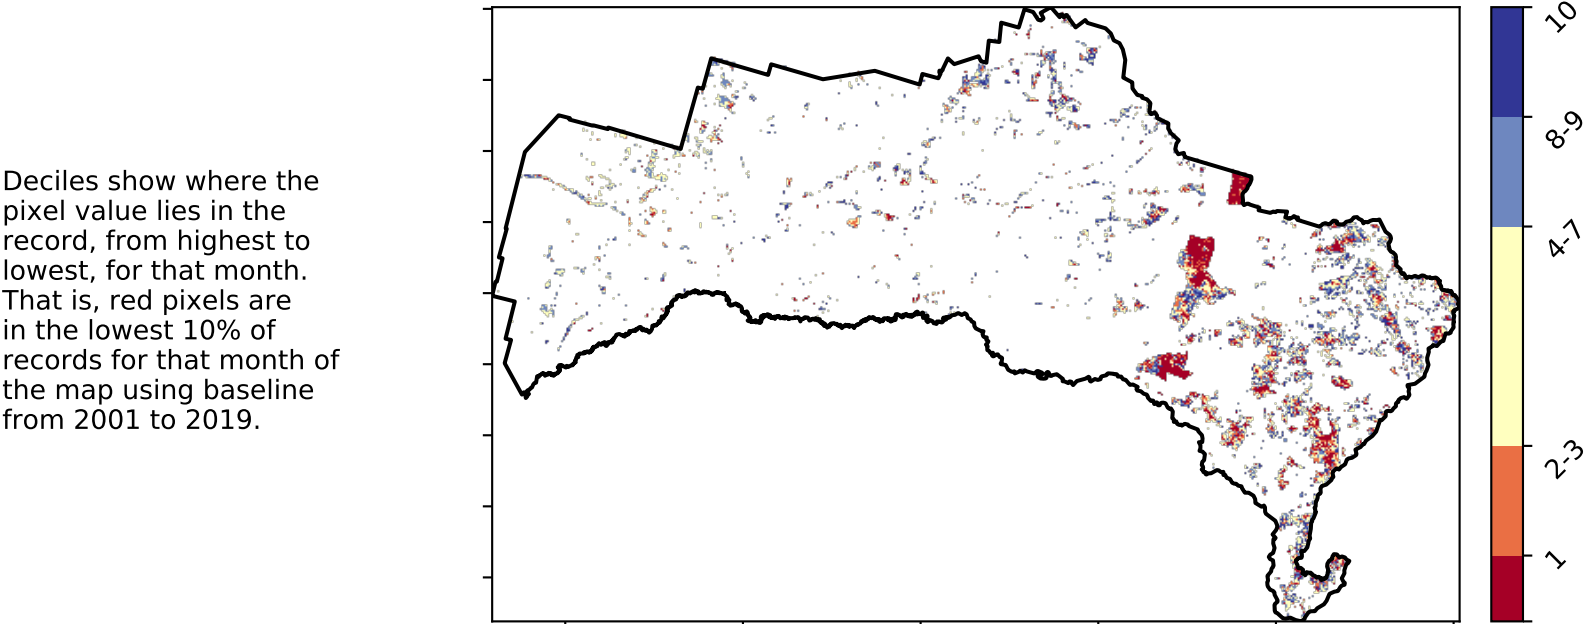 Deciles show where the
pixel value lies in the
record, from highest to
lowest, for that month.
That is, red pixels are
in the lowest 10% of
records for that month of
the map using baseline
from 2001 to 2019.
10
8-9
4-7
2-3
1